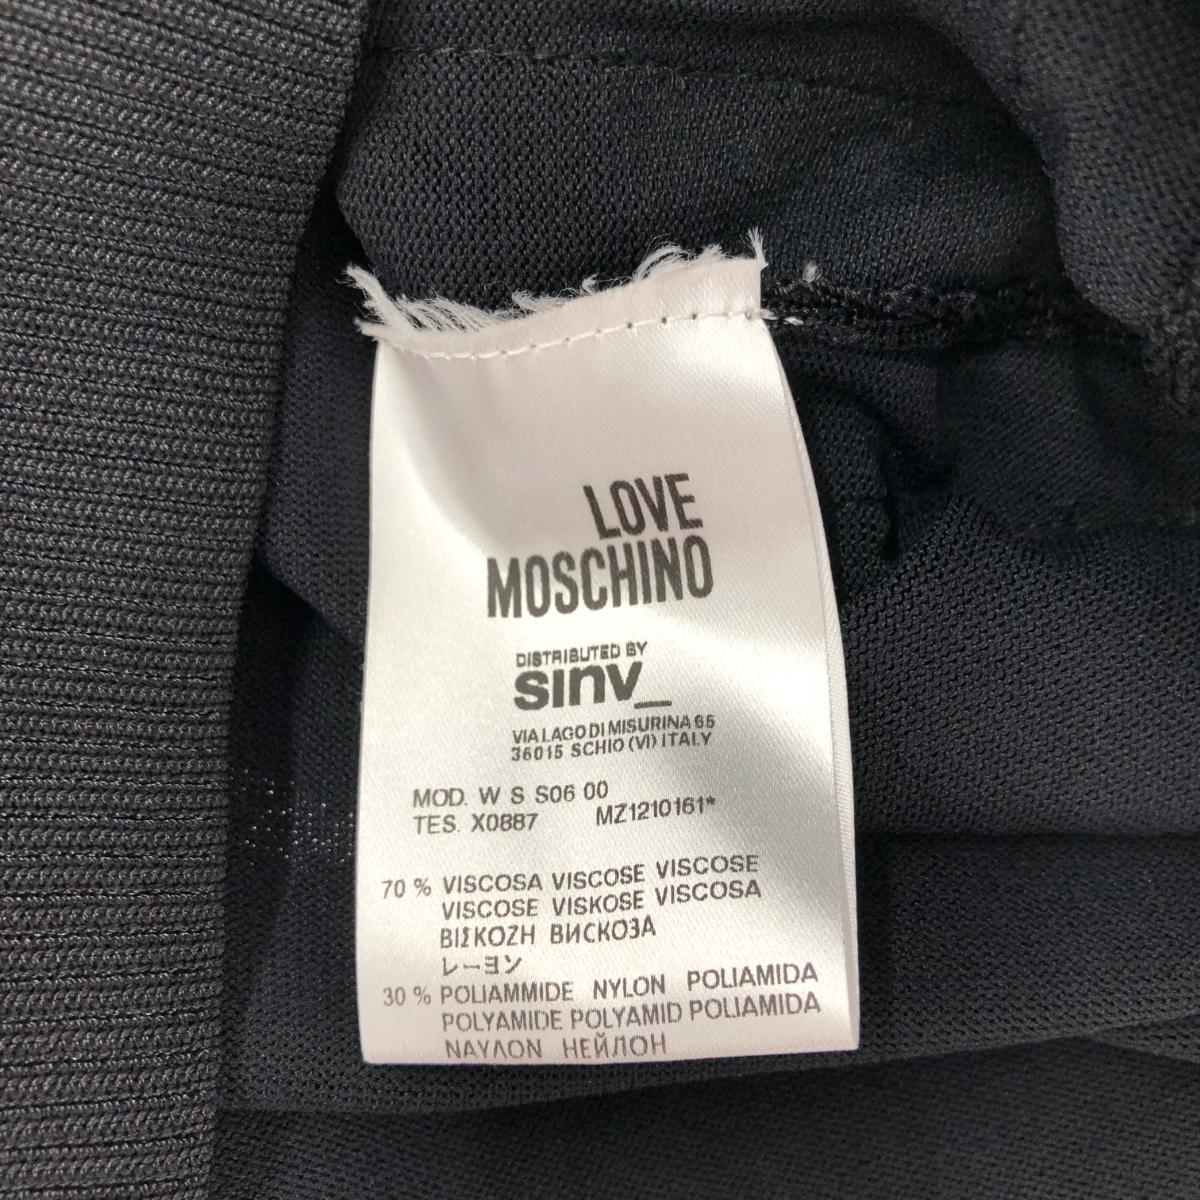 LOVE
MOSCHINO
DISTRIBUTED BY
sinv_
VIA LAGO DI MISURINA 65
36015 SCHIO (VI) ITALY
MOD. W S S06 00
TES. X0887 MZ1210161*
70 % VISCOSA VISCOSE VISCOSE
VISCOSE VISKOSE VISCOSA
ΒΙΣΚΟΖΗ ВИСКОЗА
レーヨン
30 % POLIAMMIDE NYLON POLIAMIDA
POLYAMIDE POLYAMID POLIAMIDA
ΝΑΥΛΟΝ НЕЙЛОН